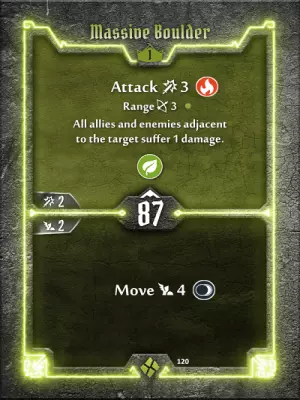 Massive Boulder
1
Attack 3
Range 3
All allies and enemies adjacent
to the target suffer 1 damage.
2
87
2
Move 4
120